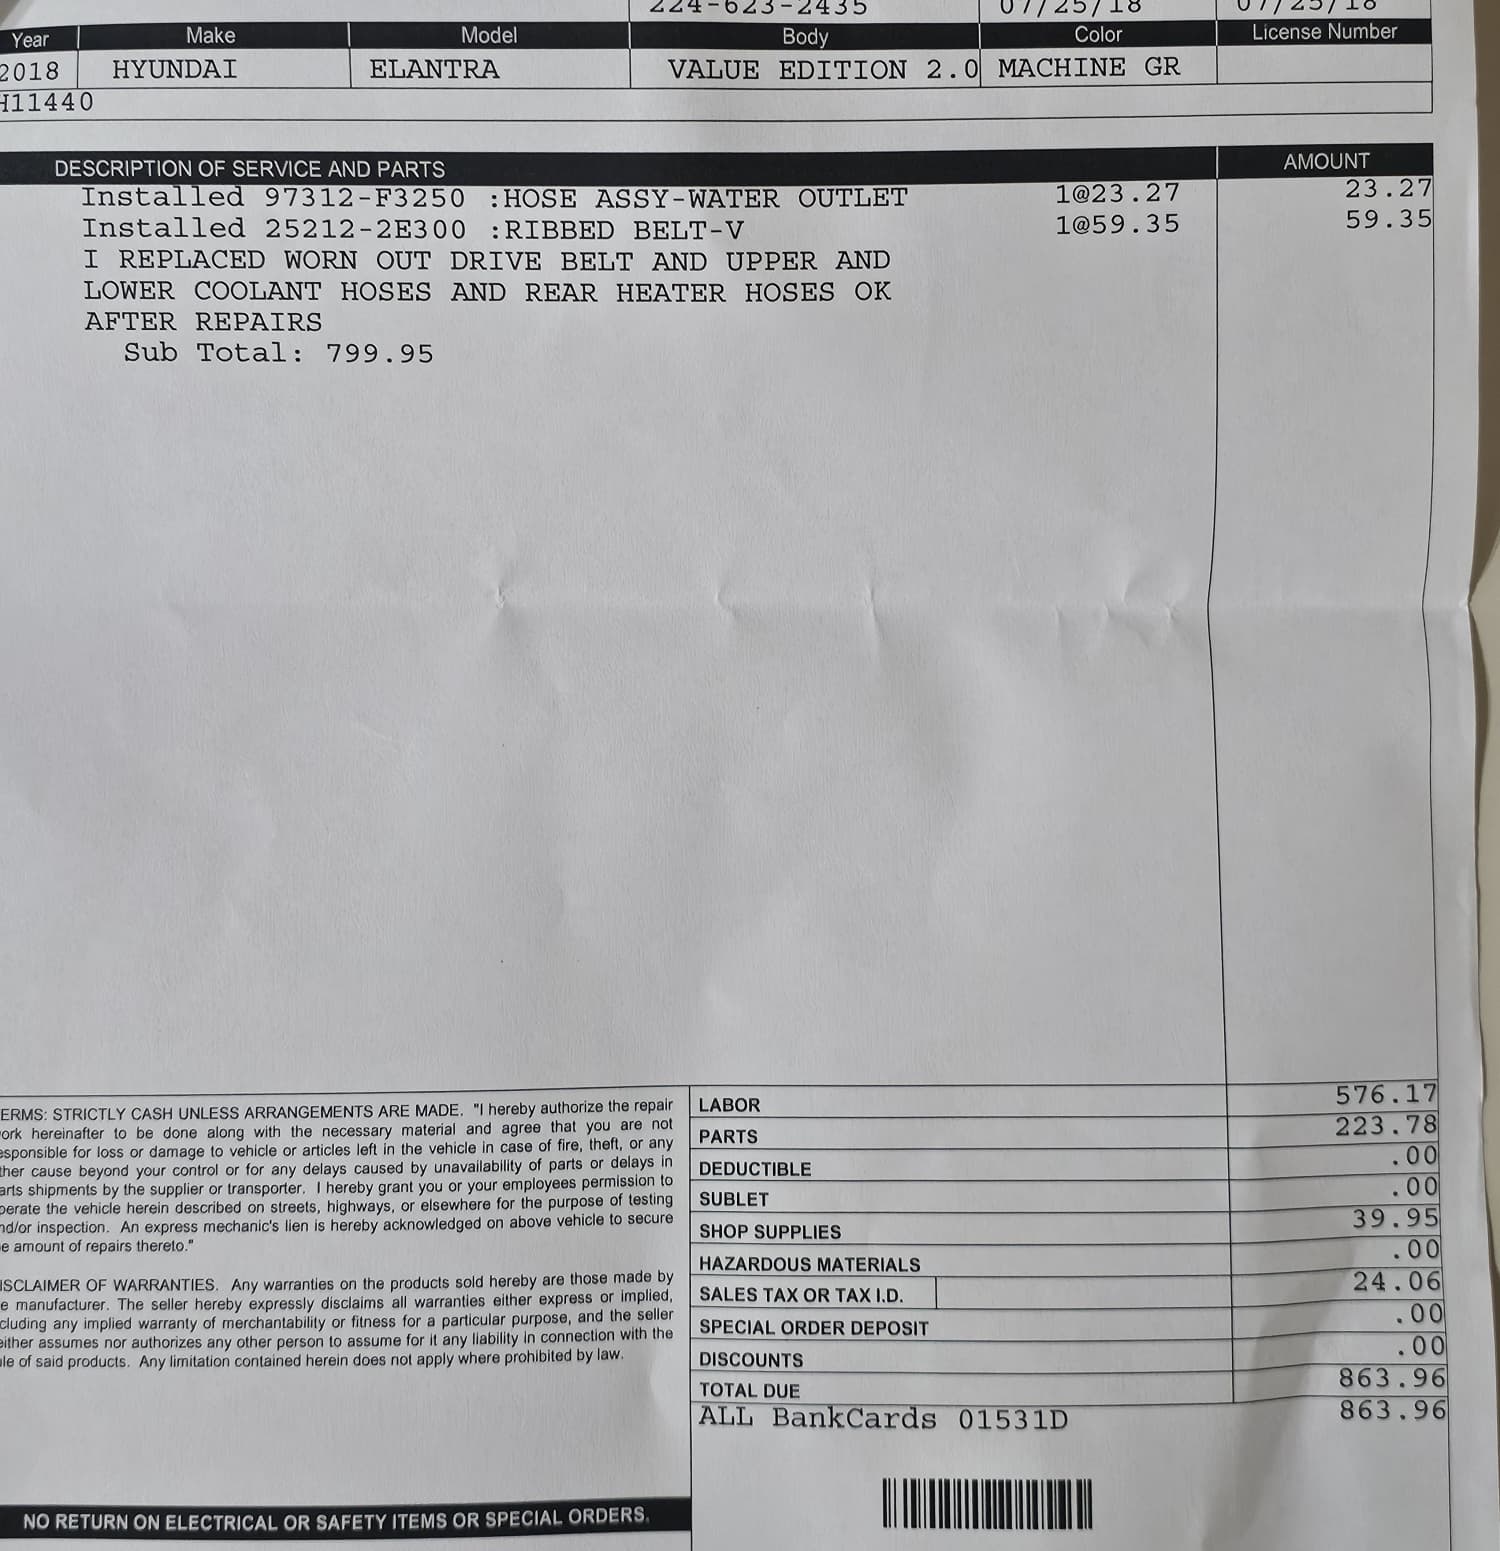 224-623-2435 07/25/18 07/25/18
Year Make Model Body Color License Number
2018 HYUNDAI ELANTRA VALUE EDITION 2.0 MACHINE GR
H11440
DESCRIPTION OF SERVICE AND PARTS AMOUNT
Installed 97312-F3250 :HOSE ASSY-WATER OUTLET 1@23.27 23.27
Installed 25212-2E300 :RIBBED BELT-V 1@59.35 59.35
I REPLACED WORN OUT DRIVE BELT AND UPPER AND
LOWER COOLANT HOSES AND REAR HEATER HOSES OK
AFTER REPAIRS
Sub Total: 799.95
ERMS: STRICTLY CASH UNLESS ARRANGEMENTS ARE MADE. "I hereby authorize the repair
ork hereinafter to be done along with the necessary material and agree that you are not
esponsible for loss or damage to vehicle or articles left in the vehicle in case of fire, theft, or any
ther cause beyond your control or for any delays caused by unavailability of parts or delays in
arts shipments by the supplier or transporter. I hereby grant you or your employees permission to
perate the vehicle herein described on streets, highways, or elsewhere for the purpose of testing
nd/or inspection. An express mechanic's lien is hereby acknowledged on above vehicle to secure
e amount of repairs thereto."
ISCLAIMER OF WARRANTIES. Any warranties on the products sold hereby are those made by
e manufacturer. The seller hereby expressly disclaims all warranties either express or implied,
cluding any implied warranty of merchantability or fitness for a particular purpose, and the seller
either assumes nor authorizes any other person to assume for it any liability in connection with the
ale of said products. Any limitation contained herein does not apply where prohibited by law.
NO RETURN ON ELECTRICAL OR SAFETY ITEMS OR SPECIAL ORDERS.
LABOR 576.17
PARTS 223.78
DEDUCTIBLE .00
SUBLET .00
SHOP SUPPLIES 39.95
HAZARDOUS MATERIALS .00
SALES TAX OR TAX I.D. 24.06
SPECIAL ORDER DEPOSIT .00
DISCOUNTS .00
TOTAL DUE 863.96
ALL BankCards 01531D 863.96